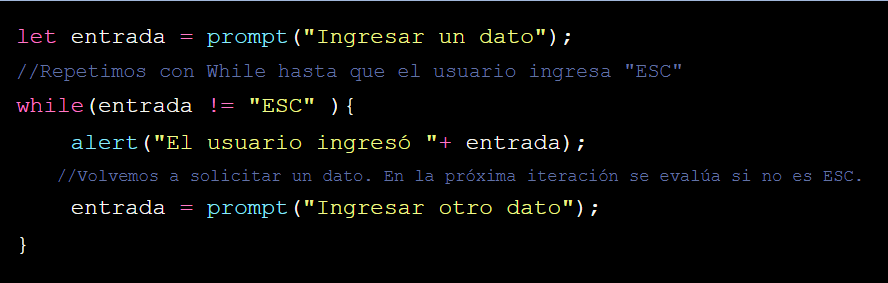 let entrada = prompt("Ingresar un dato");
//Repetimos con While hasta que el usuario ingresa "ESC"
while(entrada != "ESC" ){
alert("El usuario ingresó "+ entrada);
//Volvemos a solicitar un dato. En la próxima iteración se evalúa si no es ESC.
entrada = prompt("Ingresar otro dato");
}